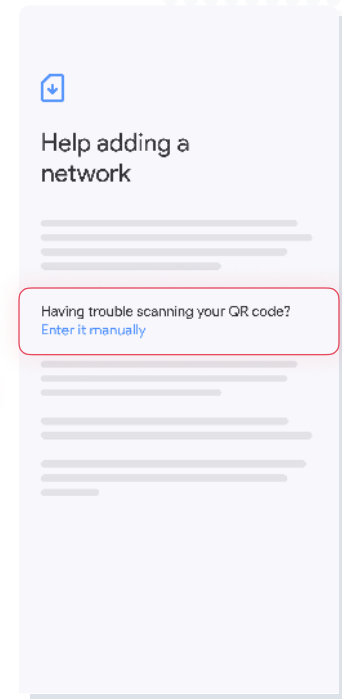 Help adding a
network
Having trouble scanning your QR code?
Enter it manually